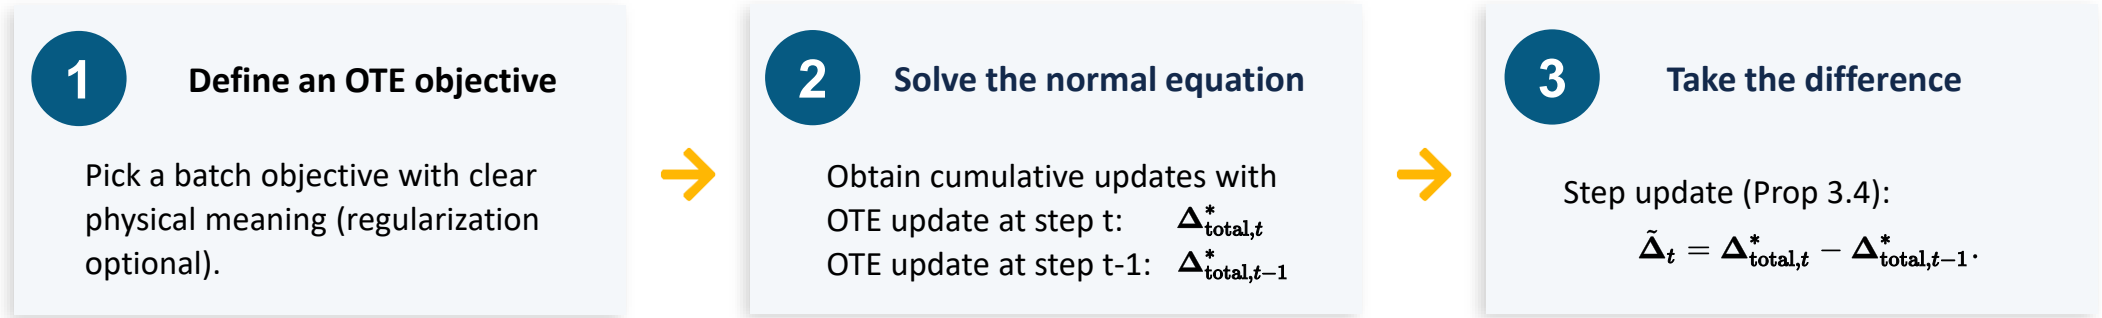 1
Define an OTE objective
Pick a batch objective with clear
physical meaning (regularization
optional).
2
Solve the normal equation
Obtain cumulative updates with
OTE update at step t: Δ*total,t
OTE update at step t-1: Δ*total,t−1
3
Take the difference
Step update (Prop 3.4):
Δ̃t = Δ*total,t − Δ*total,t−1.